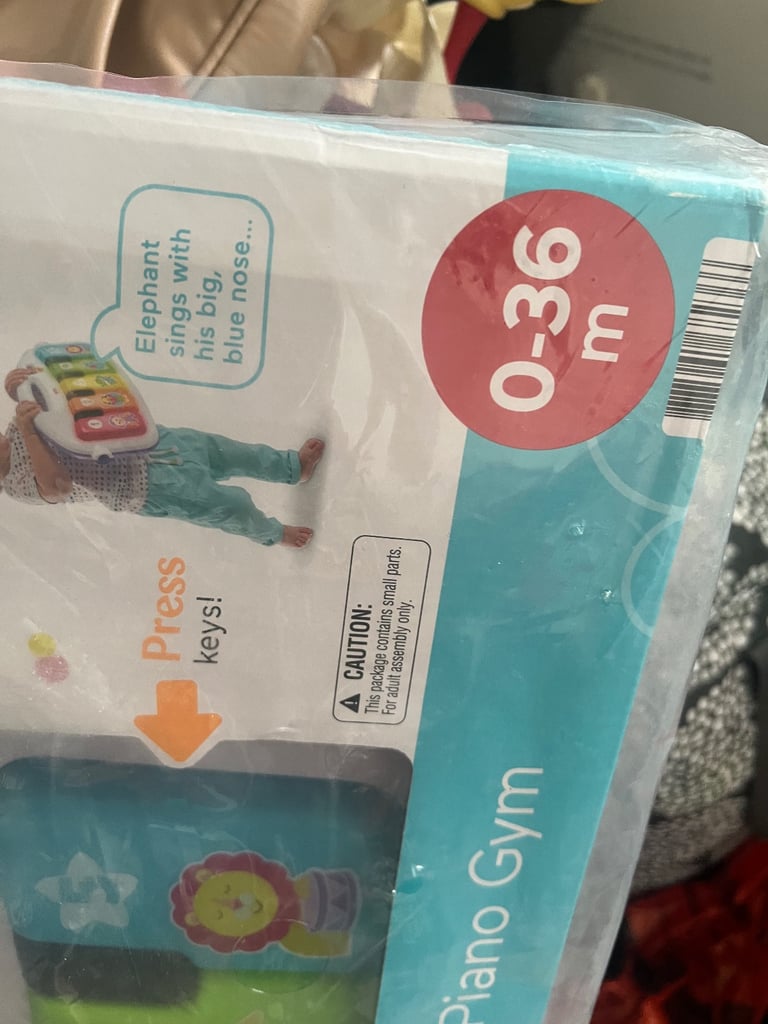 0-36
m
Elephant
sings with
his big,
blue nose...
Press
keys!
CAUTION:
This package contains small parts.
For adult assembly only.
Piano Gym